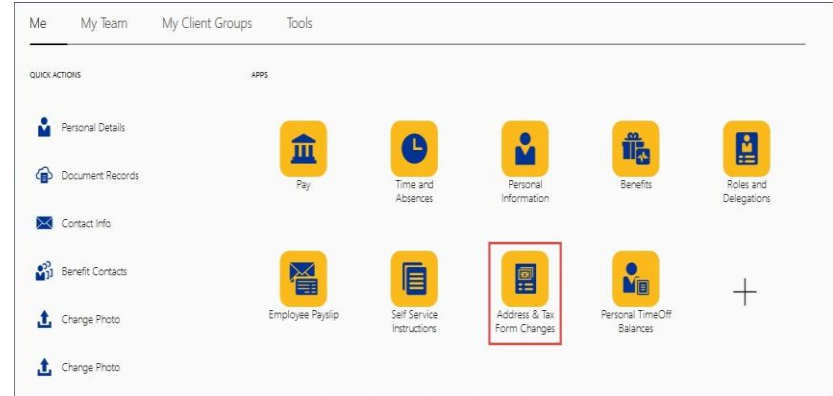 Me My Team My Client Groups Tools
QUICK ACTIONS
Personal Details
Document Records
Contact Info
Benefit Contacts
Change Photo
Change Photo
APPS
Pay
Time and
Absences
Personal
Information
Benefits
Roles and
Delegations
Employee Payslip
Self Service
Instructions
Address & Tax
Form Changes
Personal TimeOff
Balances